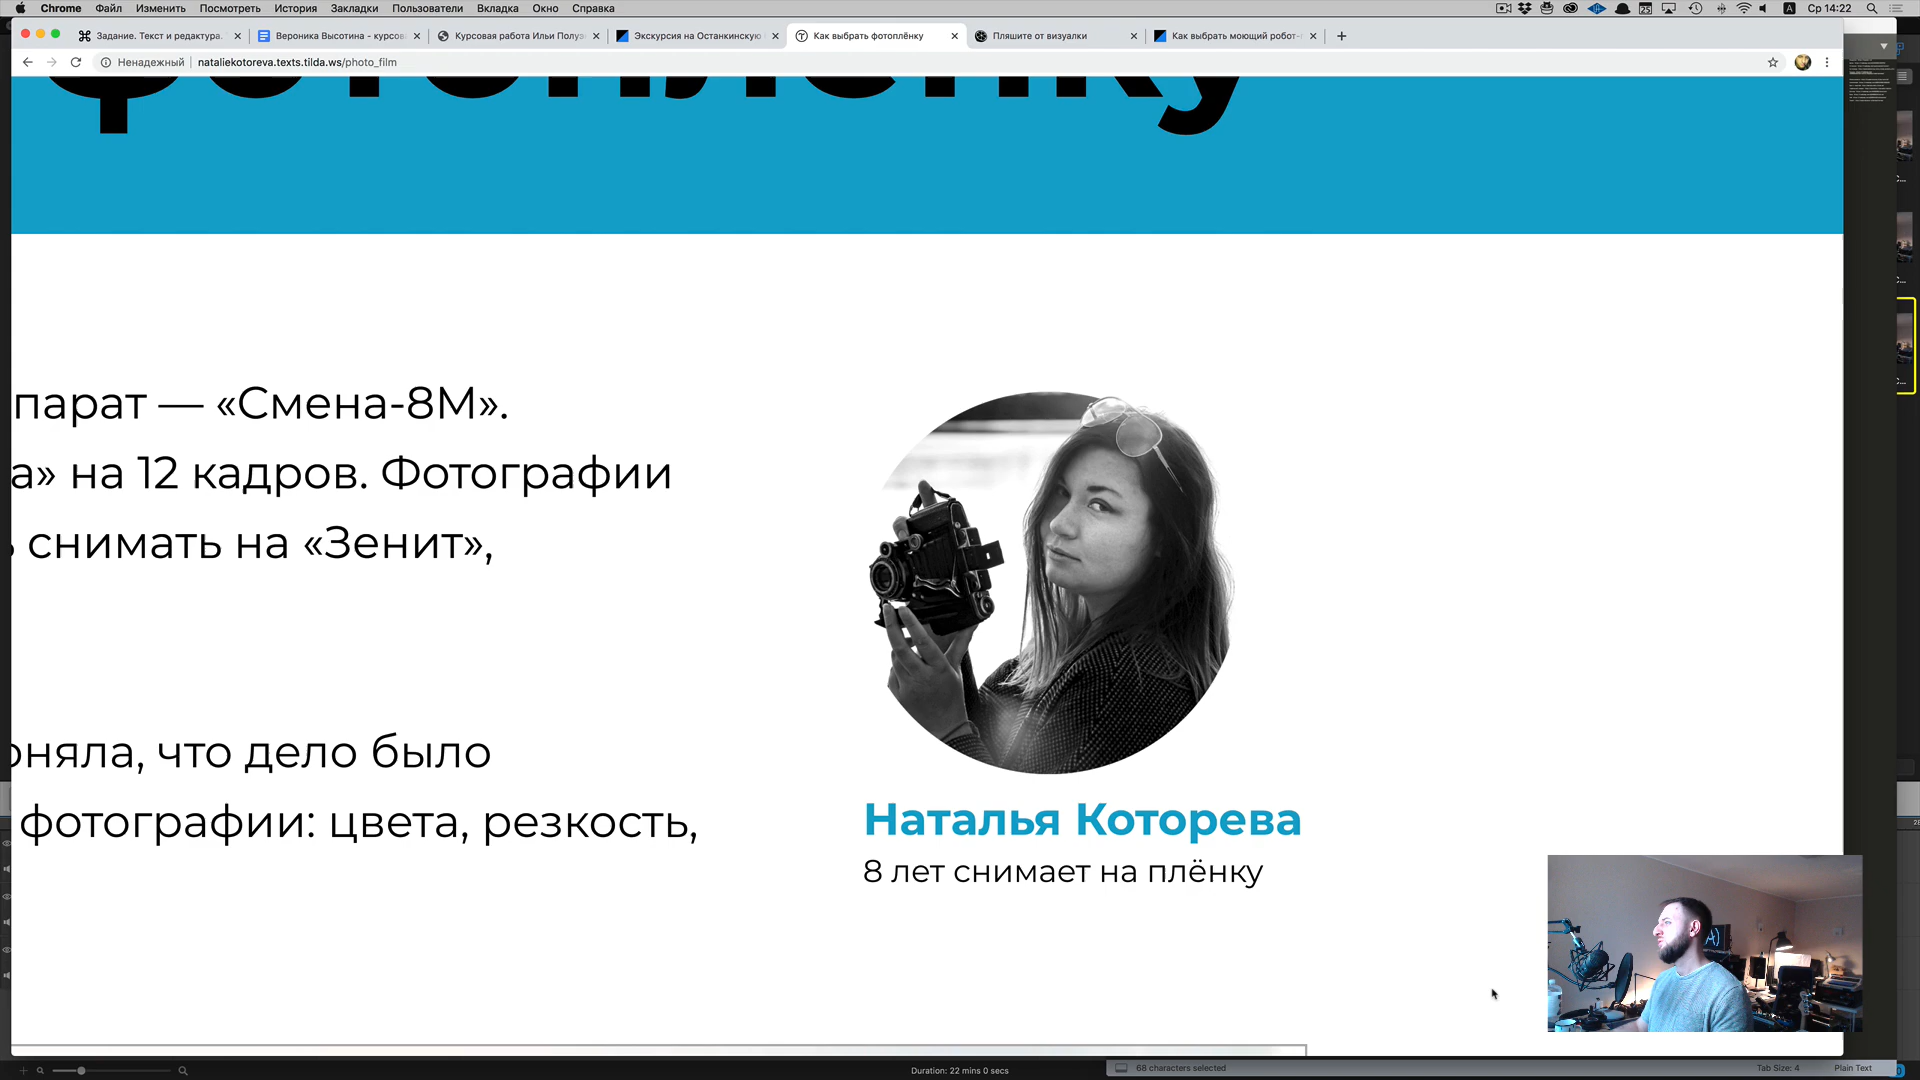 Chrome Файл Изменить Посмотреть История Закладки Пользователи Вкладка Окно Справка
25 A Ср 14:22
Задание. Текст и редактура.
Вероника Высотина - курсов
Курсовая работа Ильи Полуэ
Экскурсия на Останкинскую
Как выбрать фотоплёнку
Пляшите от визуалки
Как выбрать моющий робот-п
Ненадежный nataliekotoreva.texts.tilda.ws/photo_film
фотоплёнку
парат — «Смена-8М».
а» на 12 кадров. Фотографии
ь снимать на «Зенит»,
оняла, что дело было
фотографии: цвета, резкость,
Наталья Которева
8 лет снимает на плёнку
Duration: 22 mins 0 secs
68 characters selected
Tab Size: 4
Plain Text